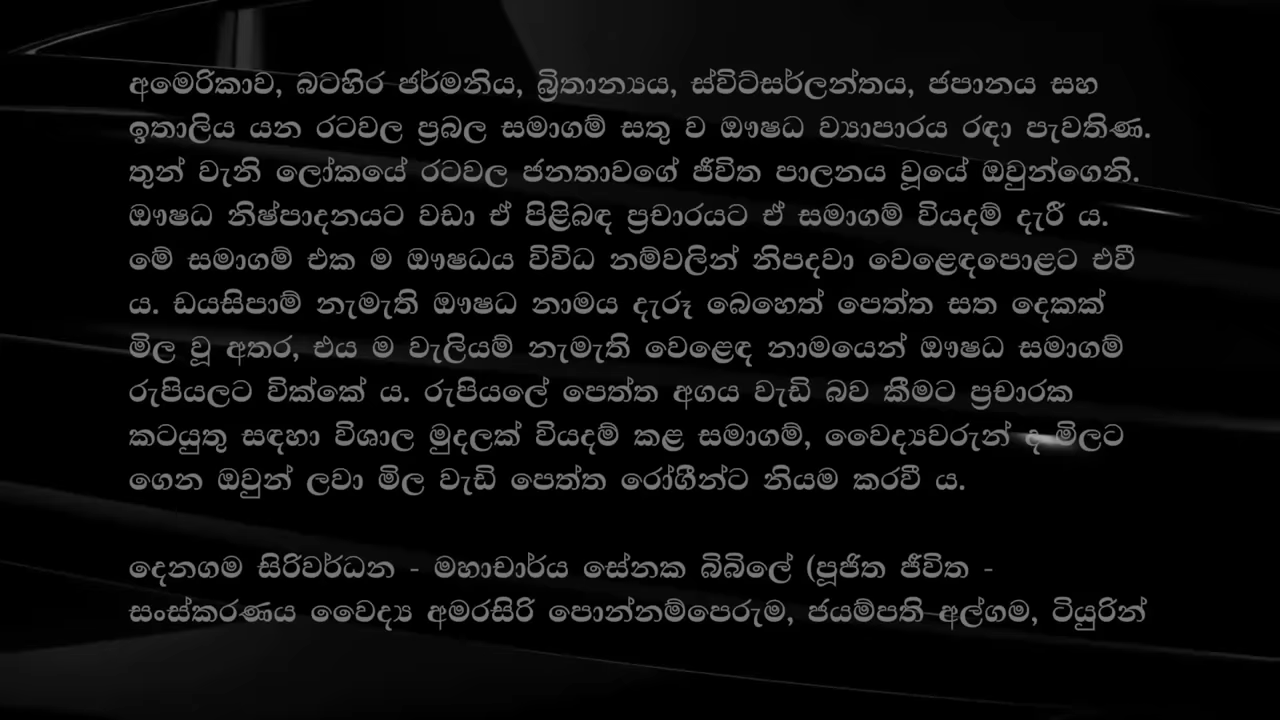 අමෙරිකාව, බටහිර ජර්මනිය, බ්‍රිතාන්‍යය, ස්විට්සර්ලන්තය, ජපානය සහ
ඉතාලිය යන රටවල ප්‍රබල සමාගම් සතු ව ඖෂධ ව්‍යාපාරය රඳා පැවතිණ.
තුන් වැනි ලෝකයේ රටවල ජනතාවගේ ජීවිත පාලනය වූයේ ඔවුන්ගෙනි.
ඖෂධ නිෂ්පාදනයට වඩා ඒ පිළිබඳ ප්‍රචාරයට ඒ සමාගම් වියදම් දැරී ය.
මේ සමාගම් එක ම ඖෂධය විවිධ නම්වලින් නිපදවා වෙළෙඳපොළට එවී
ය. ඩයසිපාම් නැමැති ඖෂධ නාමය දැරූ බෙහෙත් පෙත්ත සත දෙකක්
මිල වූ අතර, එය ම වැලියම් නැමැති වෙළෙඳ නාමයෙන් ඖෂධ සමාගම්
රුපියලට වික්කේ ය. රුපියලේ පෙත්ත අගය වැඩි බව කීමට ප්‍රචාරක
කටයුතු සඳහා විශාල මුදලක් වියදම් කළ සමාගම්, වෛද්‍යවරුන් ද මිලට
ගෙන ඔවුන් ලවා මිල වැඩි පෙත්ත රෝගීන්ට නියම කරවී ය.
දෙනගම සිරිවර්ධන - මහාචාර්ය සේනක බිබිලේ (පූජිත ජීවිත -
සංස්කරණය වෛද්‍ය අමරසිරි පොන්නම්පෙරුම, ජයම්පති අල්ගම, ටියුරින්